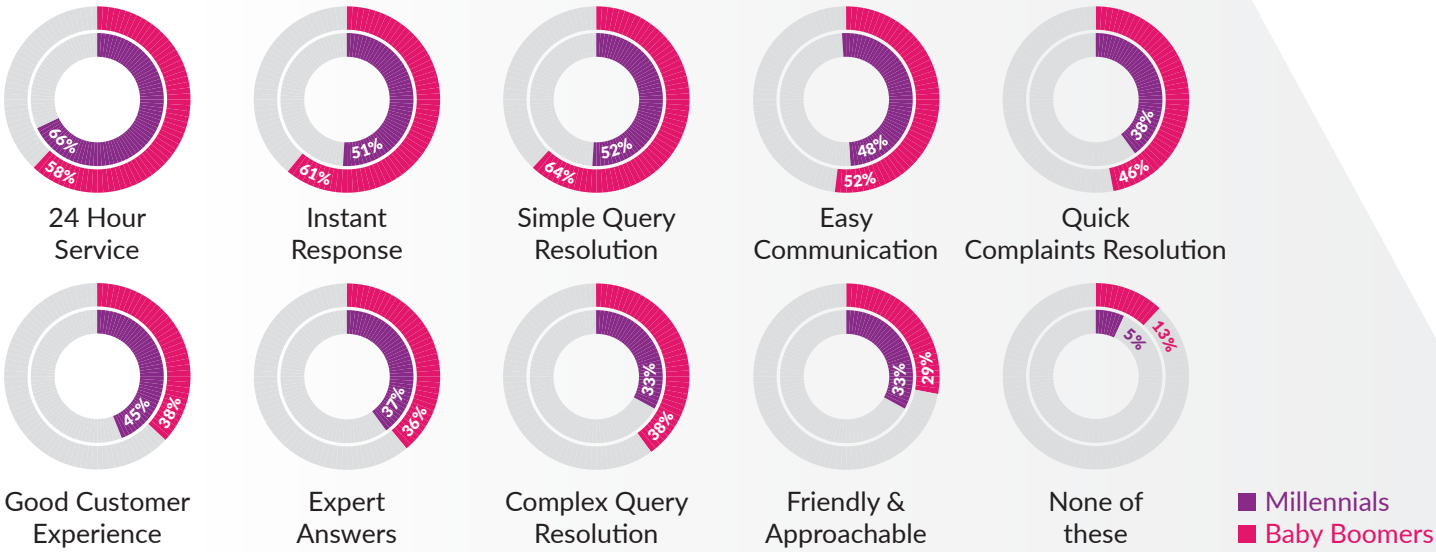 66%
58%
24 Hour
Service
51%
61%
Instant
Response
52%
64%
Simple Query
Resolution
48%
52%
Easy
Communication
38%
46%
Quick
Complaints Resolution
45%
38%
Good Customer
Experience
37%
36%
Expert
Answers
33%
38%
Complex Query
Resolution
33%
29%
Friendly &
Approachable
5%
13%
None of
these
Millennials
Baby Boomers